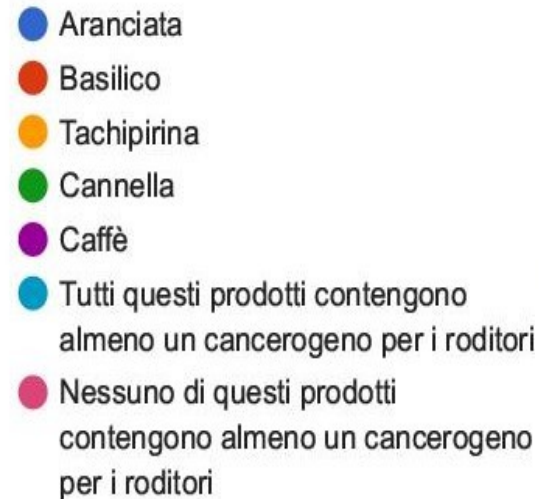 Aranciata
Basilico
Tachipirina
Cannella
Caffè
Tutti questi prodotti contengono
almeno un cancerogeno per i roditori
Nessuno di questi prodotti
contengono almeno un cancerogeno
per i roditori